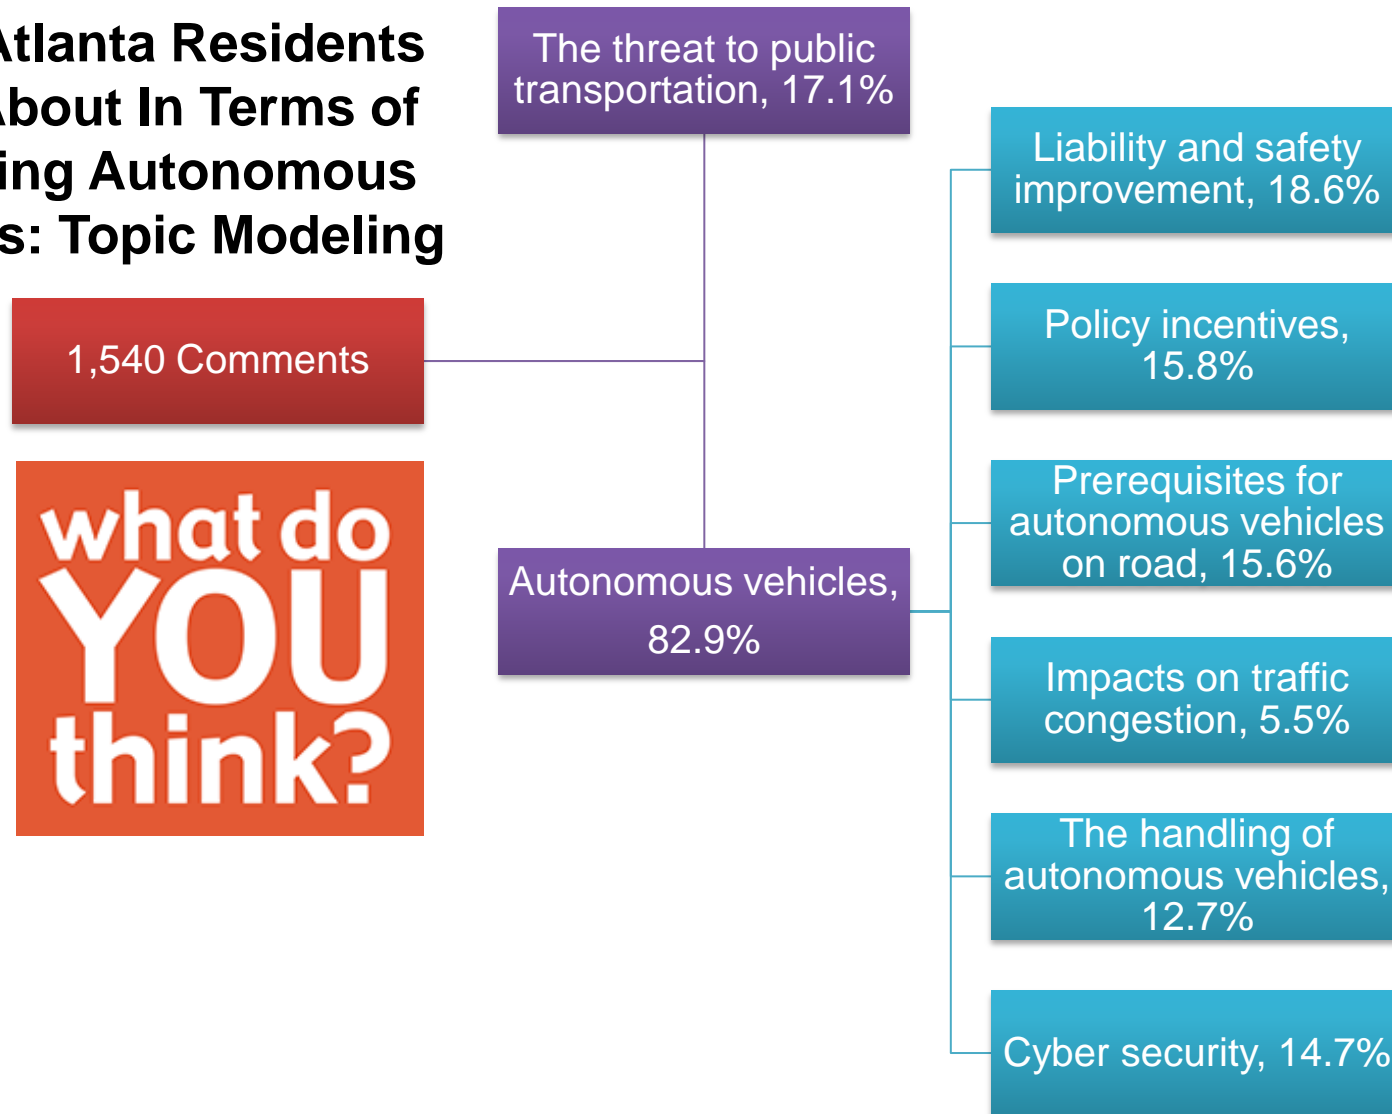 Atlanta Residents
About In Terms of
ing Autonomous
s: Topic Modeling
1,540 Comments
what do
YOU
think?
The threat to public
transportation, 17.1%
Autonomous vehicles,
82.9%
Liability and safety
improvement, 18.6%
Policy incentives,
15.8%
Prerequisites for
autonomous vehicles
on road, 15.6%
Impacts on traffic
congestion, 5.5%
The handling of
autonomous vehicles,
12.7%
Cyber security, 14.7%